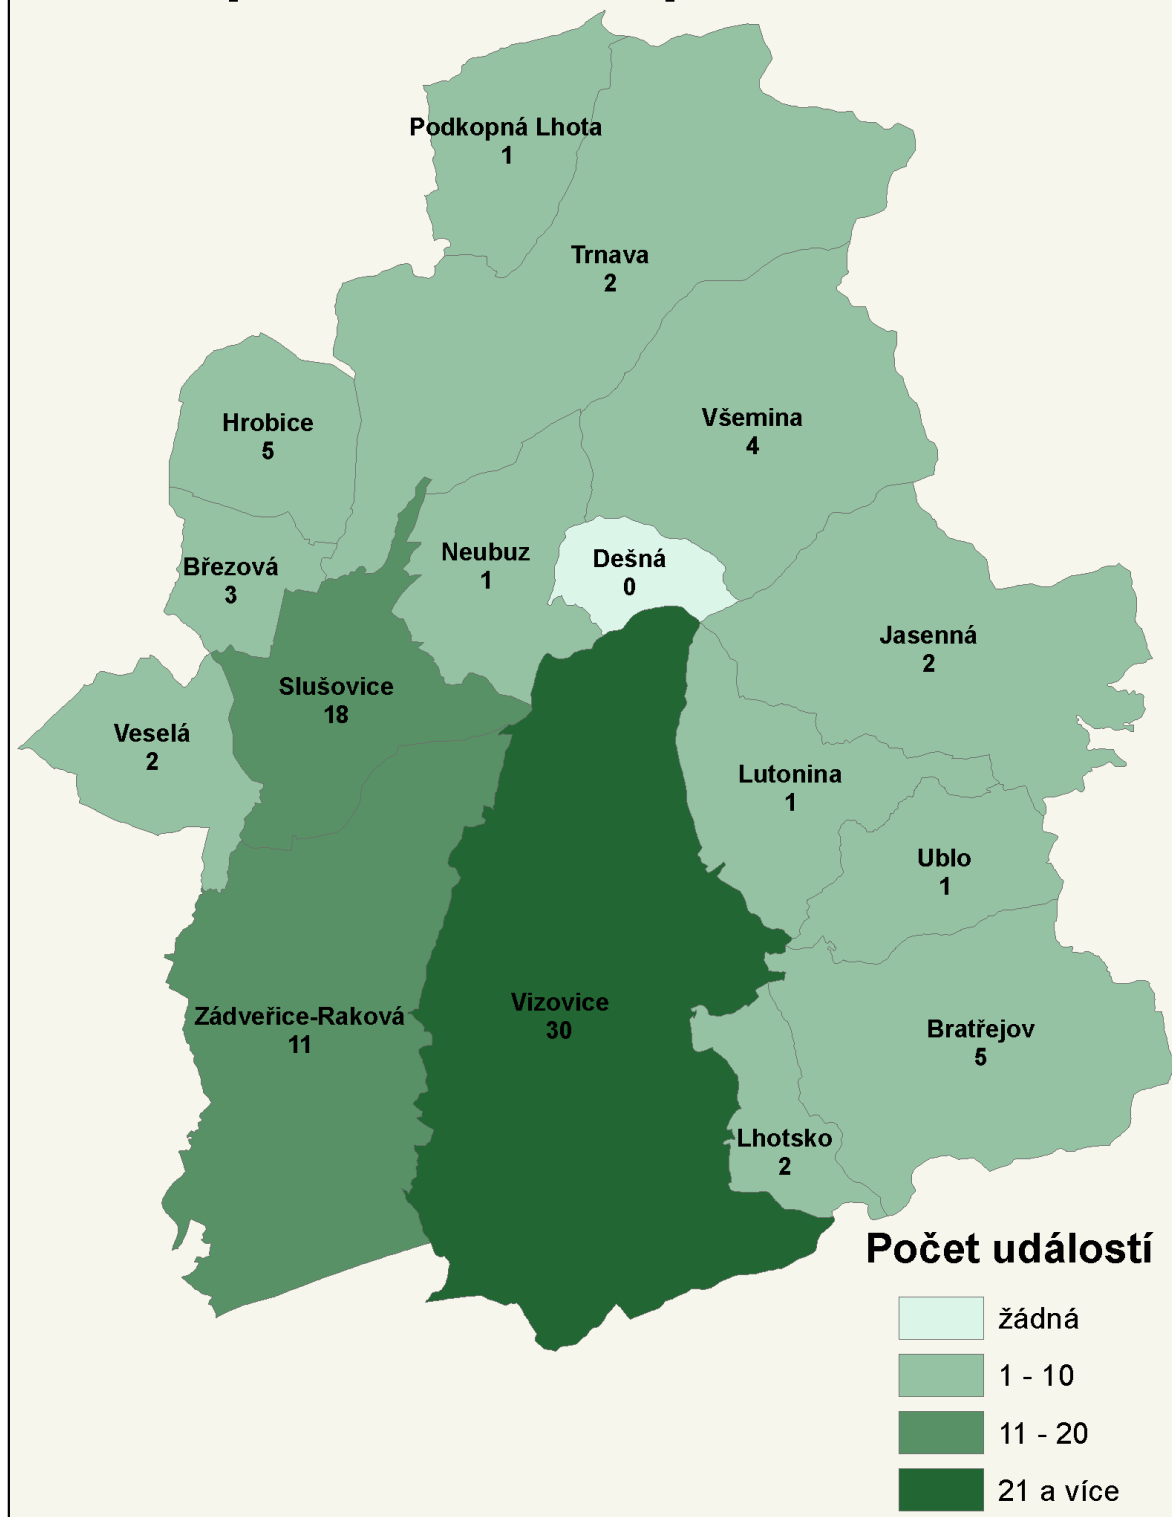 Podkopná Lhota
1
Trnava
2
Hrobice
5
Všemina
4
Neubuz
1
Dešná
0
Březová
3
Jasenná
2
Slušovice
18
Veselá
2
Lutonina
1
Ublo
1
Vizovice
30
Zádveřice-Raková
11
Bratřejov
5
Lhotsko
2
Počet událostí
žádná
1 - 10
11 - 20
21 a více